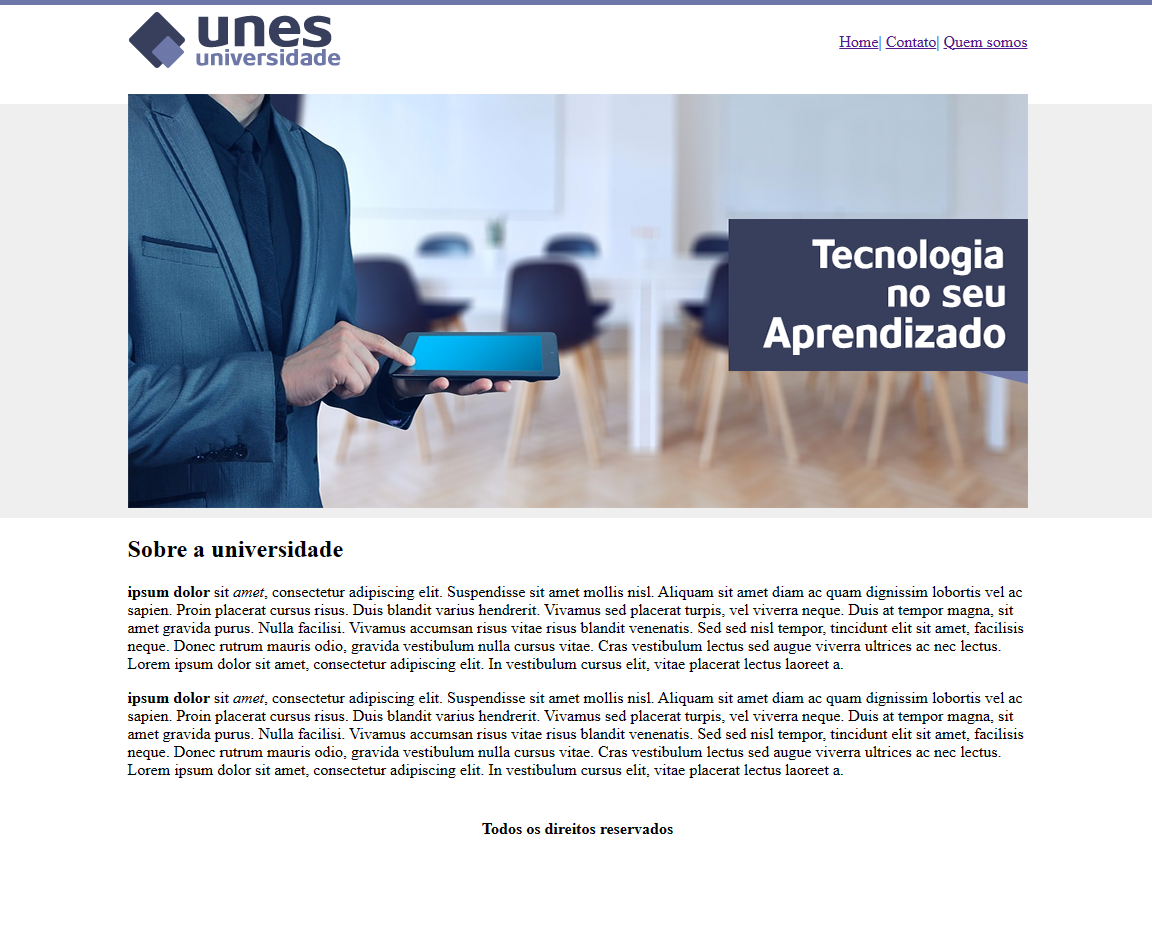 unes
universidade
Home| Contato| Quem somos
Tecnologia
no seu
Aprendizado
Sobre a universidade
ipsum dolor sit amet, consectetur adipiscing elit. Suspendisse sit amet mollis nisl. Aliquam sit amet diam ac quam dignissim lobortis vel ac
sapien. Proin placerat cursus risus. Duis blandit varius hendrerit. Vivamus sed placerat turpis, vel viverra neque. Duis at tempor magna, sit
amet gravida purus. Nulla facilisi. Vivamus accumsan risus vitae risus blandit venenatis. Sed sed nisl tempor, tincidunt elit sit amet, facilisis
neque. Donec rutrum mauris odio, gravida vestibulum nulla cursus vitae. Cras vestibulum lectus sed augue viverra ultrices ac nec lectus.
Lorem ipsum dolor sit amet, consectetur adipiscing elit. In vestibulum cursus elit, vitae placerat lectus laoreet a.
ipsum dolor sit amet, consectetur adipiscing elit. Suspendisse sit amet mollis nisl. Aliquam sit amet diam ac quam dignissim lobortis vel ac
sapien. Proin placerat cursus risus. Duis blandit varius hendrerit. Vivamus sed placerat turpis, vel viverra neque. Duis at tempor magna, sit
amet gravida purus. Nulla facilisi. Vivamus accumsan risus vitae risus blandit venenatis. Sed sed nisl tempor, tincidunt elit sit amet, facilisis
neque. Donec rutrum mauris odio, gravida vestibulum nulla cursus vitae. Cras vestibulum lectus sed augue viverra ultrices ac nec lectus.
Lorem ipsum dolor sit amet, consectetur adipiscing elit. In vestibulum cursus elit, vitae placerat lectus laoreet a.
Todos os direitos reservados